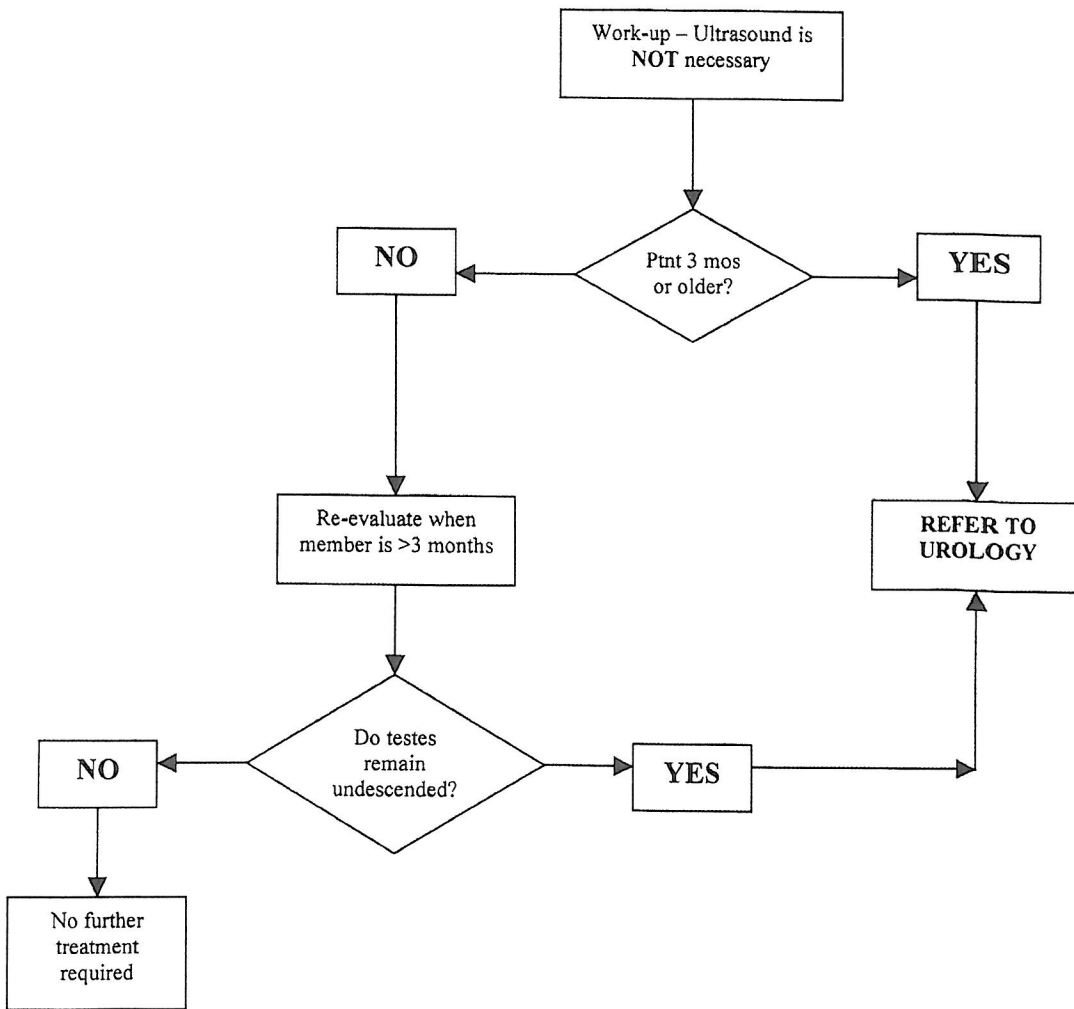 Work-up – Ultrasound is
NOT necessary
NO
Ptnt 3 mos
or older?
YES
Re-evaluate when
member is >3 months
REFER TO
UROLOGY
NO
Do testes
remain
undescended?
YES
No further
treatment
required